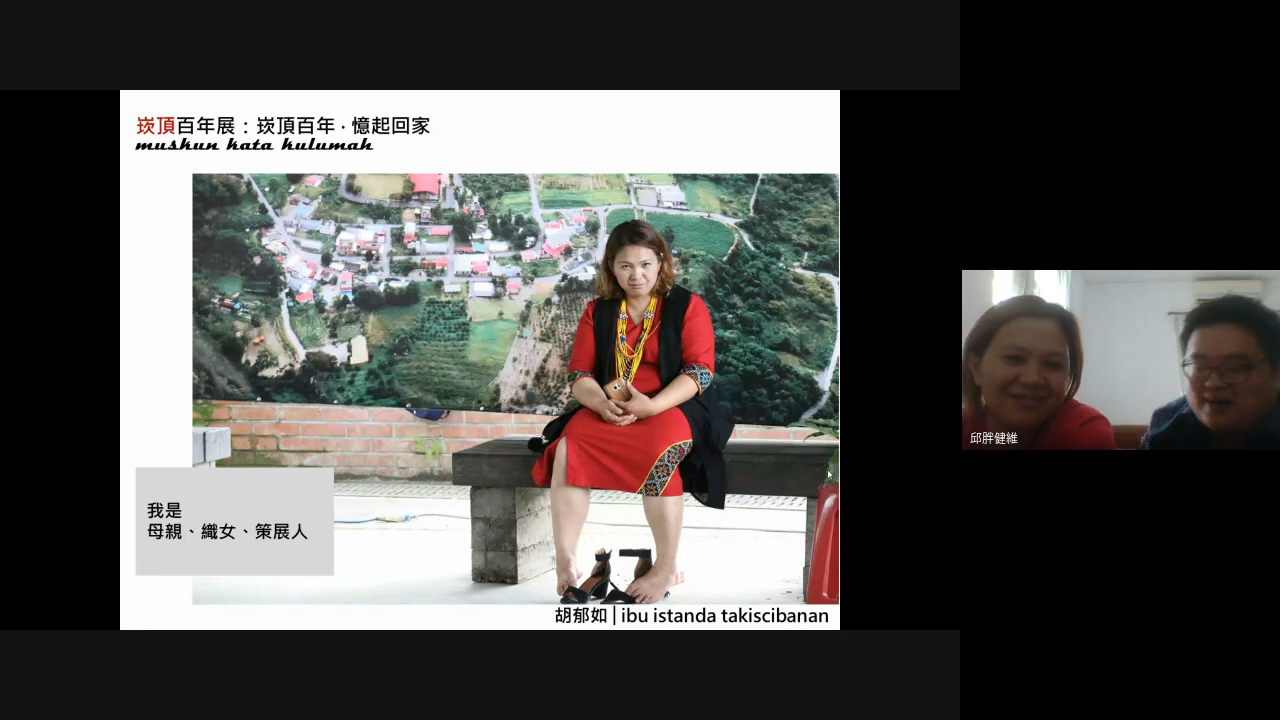 崁頂百年展：崁頂百年·憶起回家
muskun kata kulumah
我是
母親、織女、策展人
胡郁如 | ibu istanda takiscibanan
邱胖健維